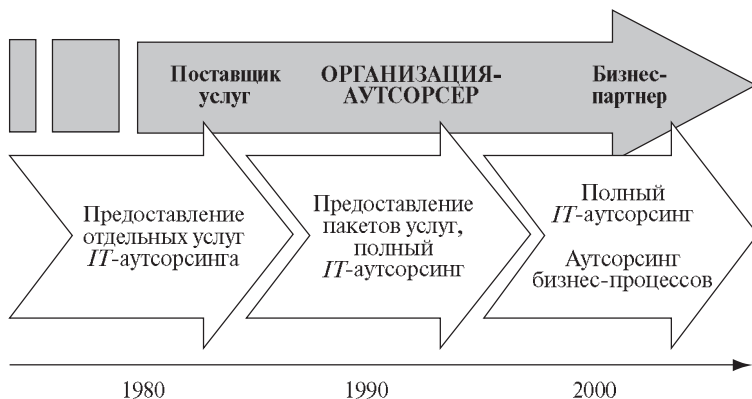 Поставщик
услуг
ОРГАНИЗАЦИЯ-
АУТСОРСЕР
Бизнес-
партнер
Предоставление
отдельных услуг
IT-аутсорсинга
Предоставление
пакетов услуг,
полный
IT-аутсорсинг
Полный
IT-аутсорсинг
Аутсорсинг
бизнес-процессов
1980
1990
2000